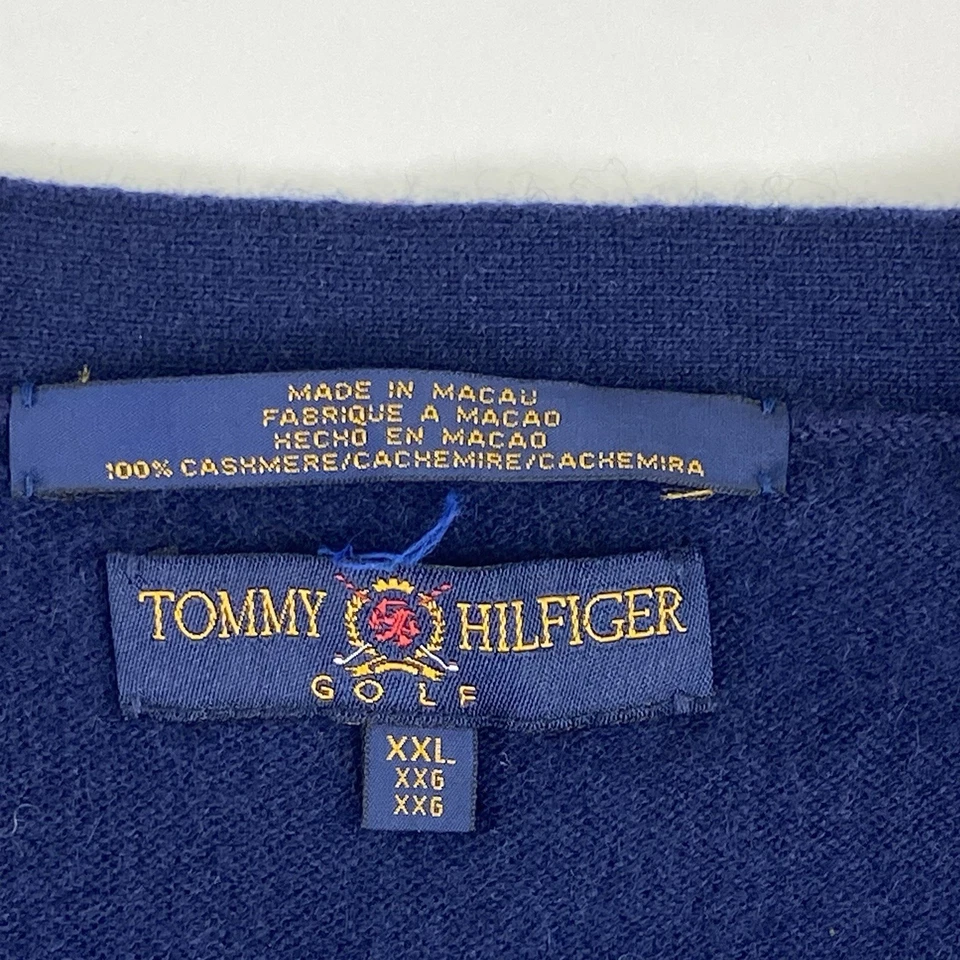 MADE IN MACAU
FABRIQUE A MACAO
HECHO EN MACAO
100% CASHMERE/CACHEMIRE/CACHEMIRA
TOMMY HILFIGER
GOLF
XXL
XXG
XXG